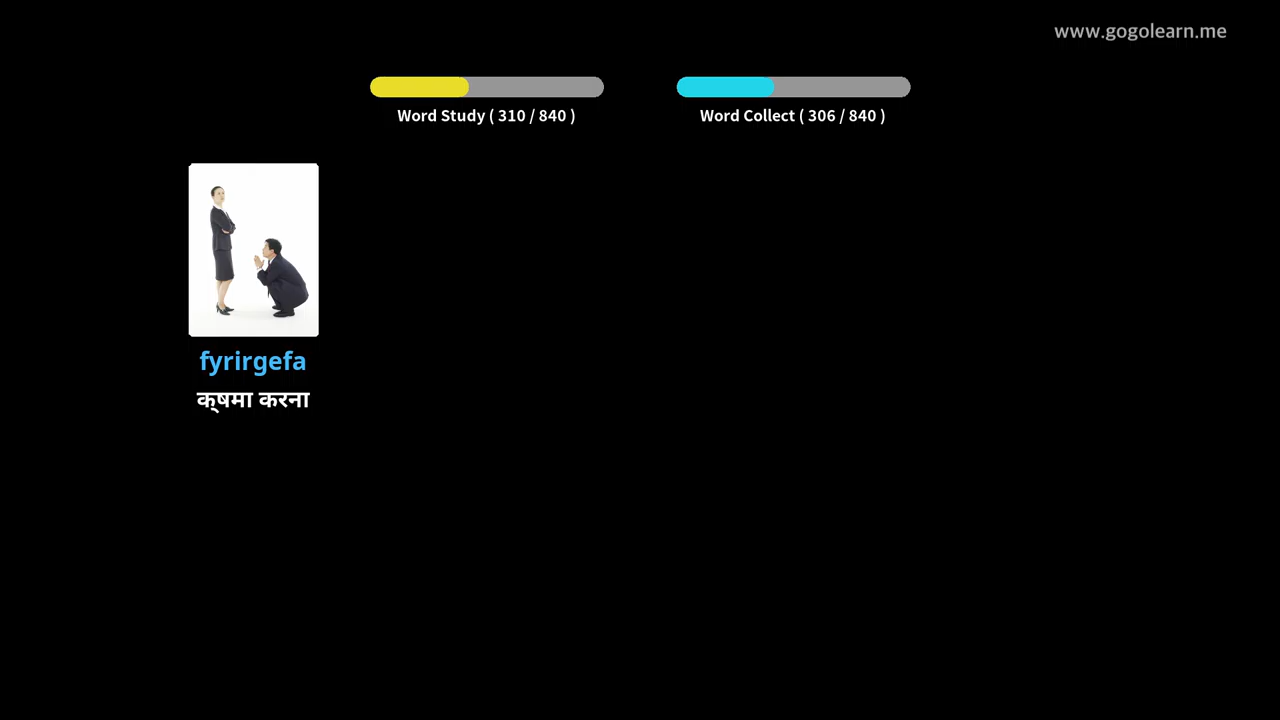 www.gogolearn.me
Word Study ( 310 / 840 )
Word Collect ( 306 / 840 )
fyrirgefa
क्षमा करना